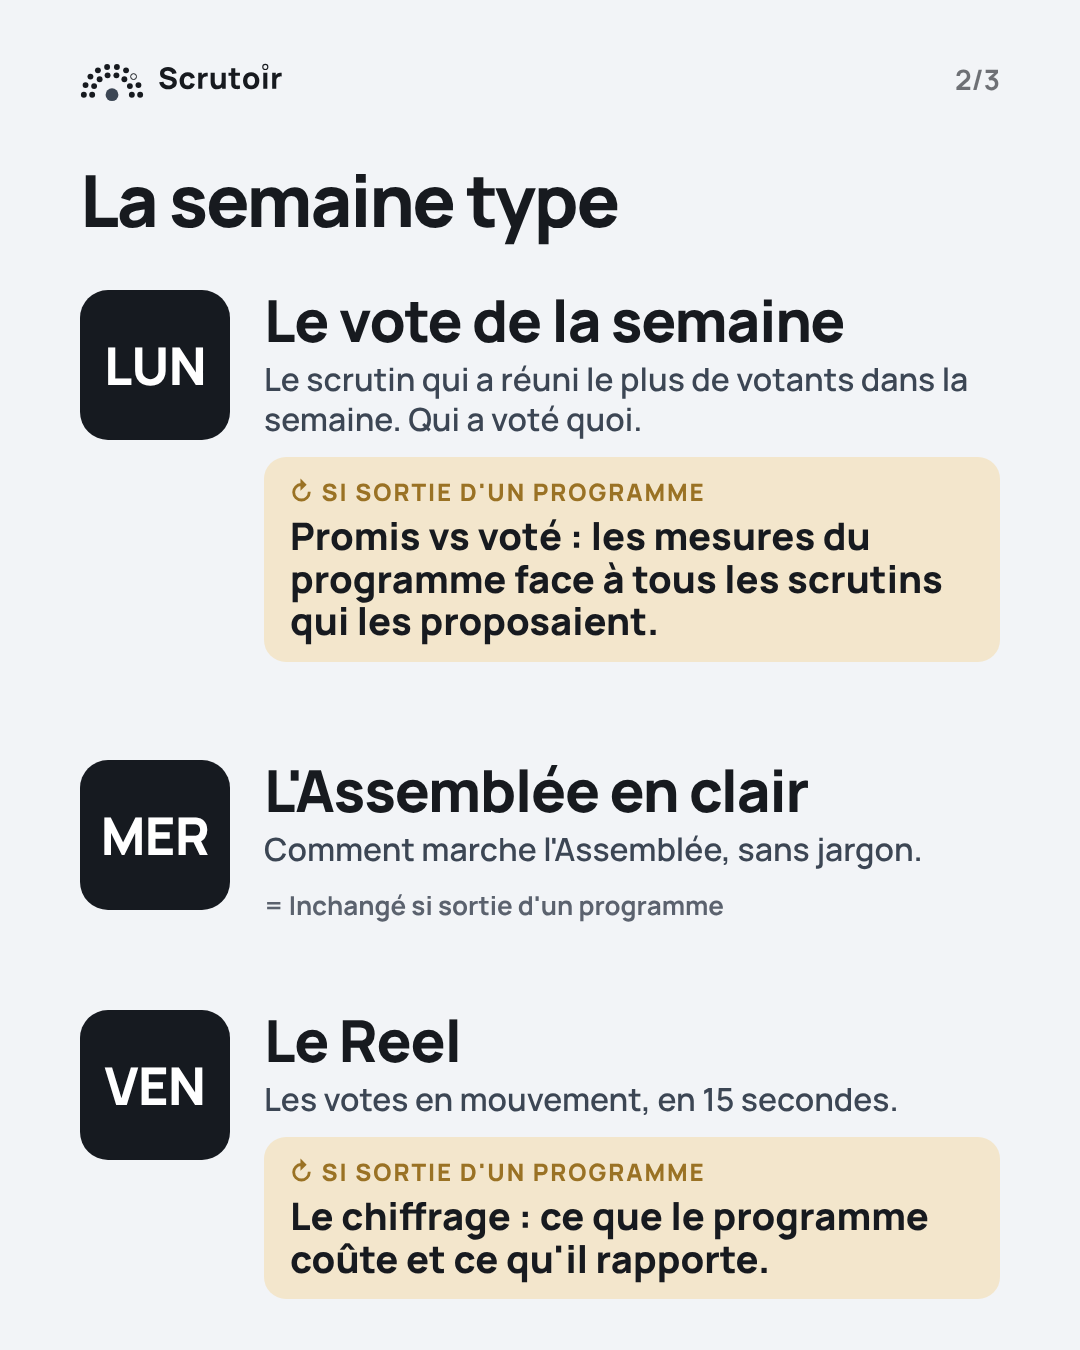 Scrutoir
2/3
La semaine type
LUN
Le vote de la semaine
Le scrutin qui a réuni le plus de votants dans la
semaine. Qui a voté quoi.
↻ SI SORTIE D'UN PROGRAMME
Promis vs voté : les mesures du
programme face à tous les scrutins
qui les proposaient.
MER
L'Assemblée en clair
Comment marche l'Assemblée, sans jargon.
= Inchangé si sortie d'un programme
VEN
Le Reel
Les votes en mouvement, en 15 secondes.
↻ SI SORTIE D'UN PROGRAMME
Le chiffrage : ce que le programme
coûte et ce qu'il rapporte.